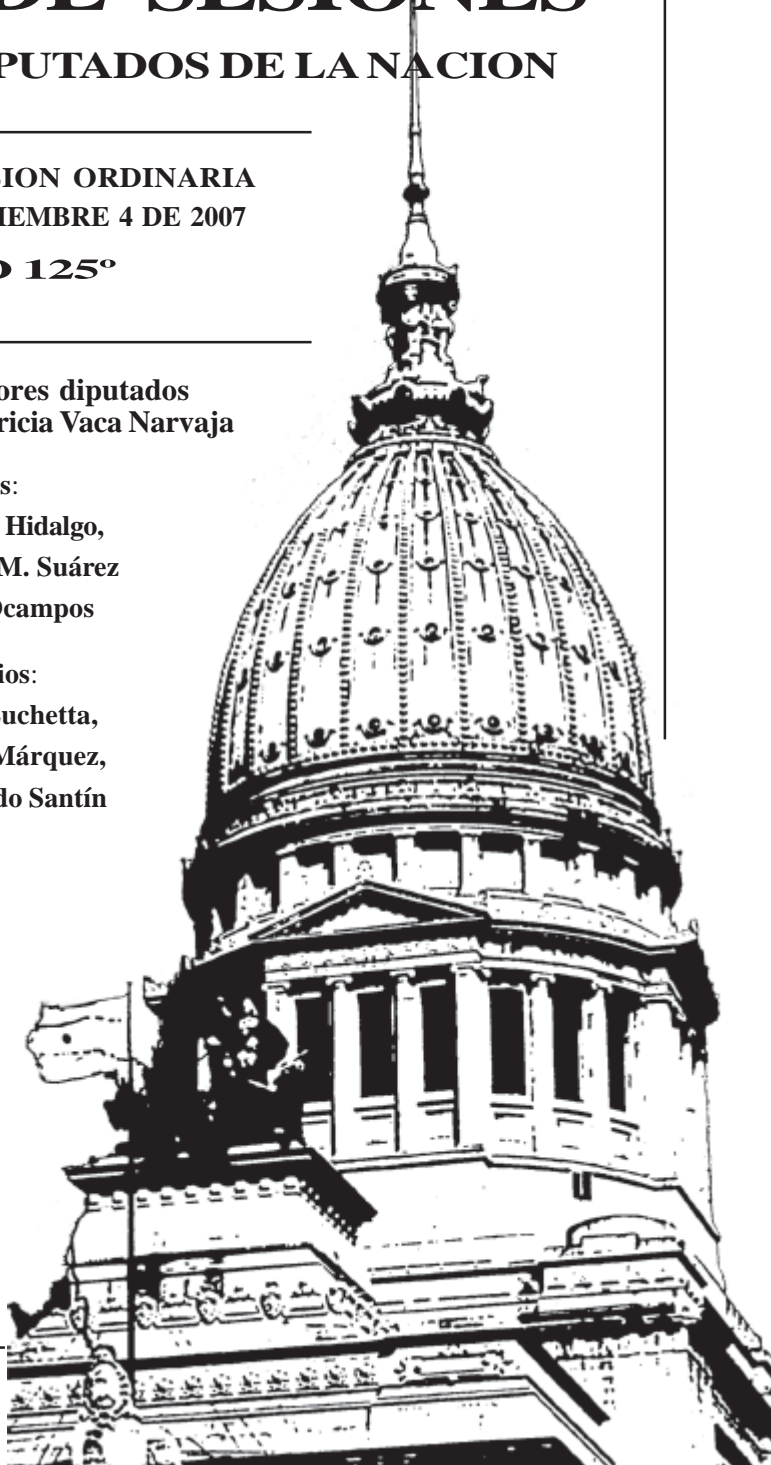 DE SESIONES
PUTADOS DE LA NACION
ION ORDINARIA
IEMBRE 4 DE 2007
O 125º
ores diputados
ricia Vaca Narvaja
s:
Hidalgo,
M. Suárez
Ocampos
ios:
uchetta,
Márquez,
do Santín